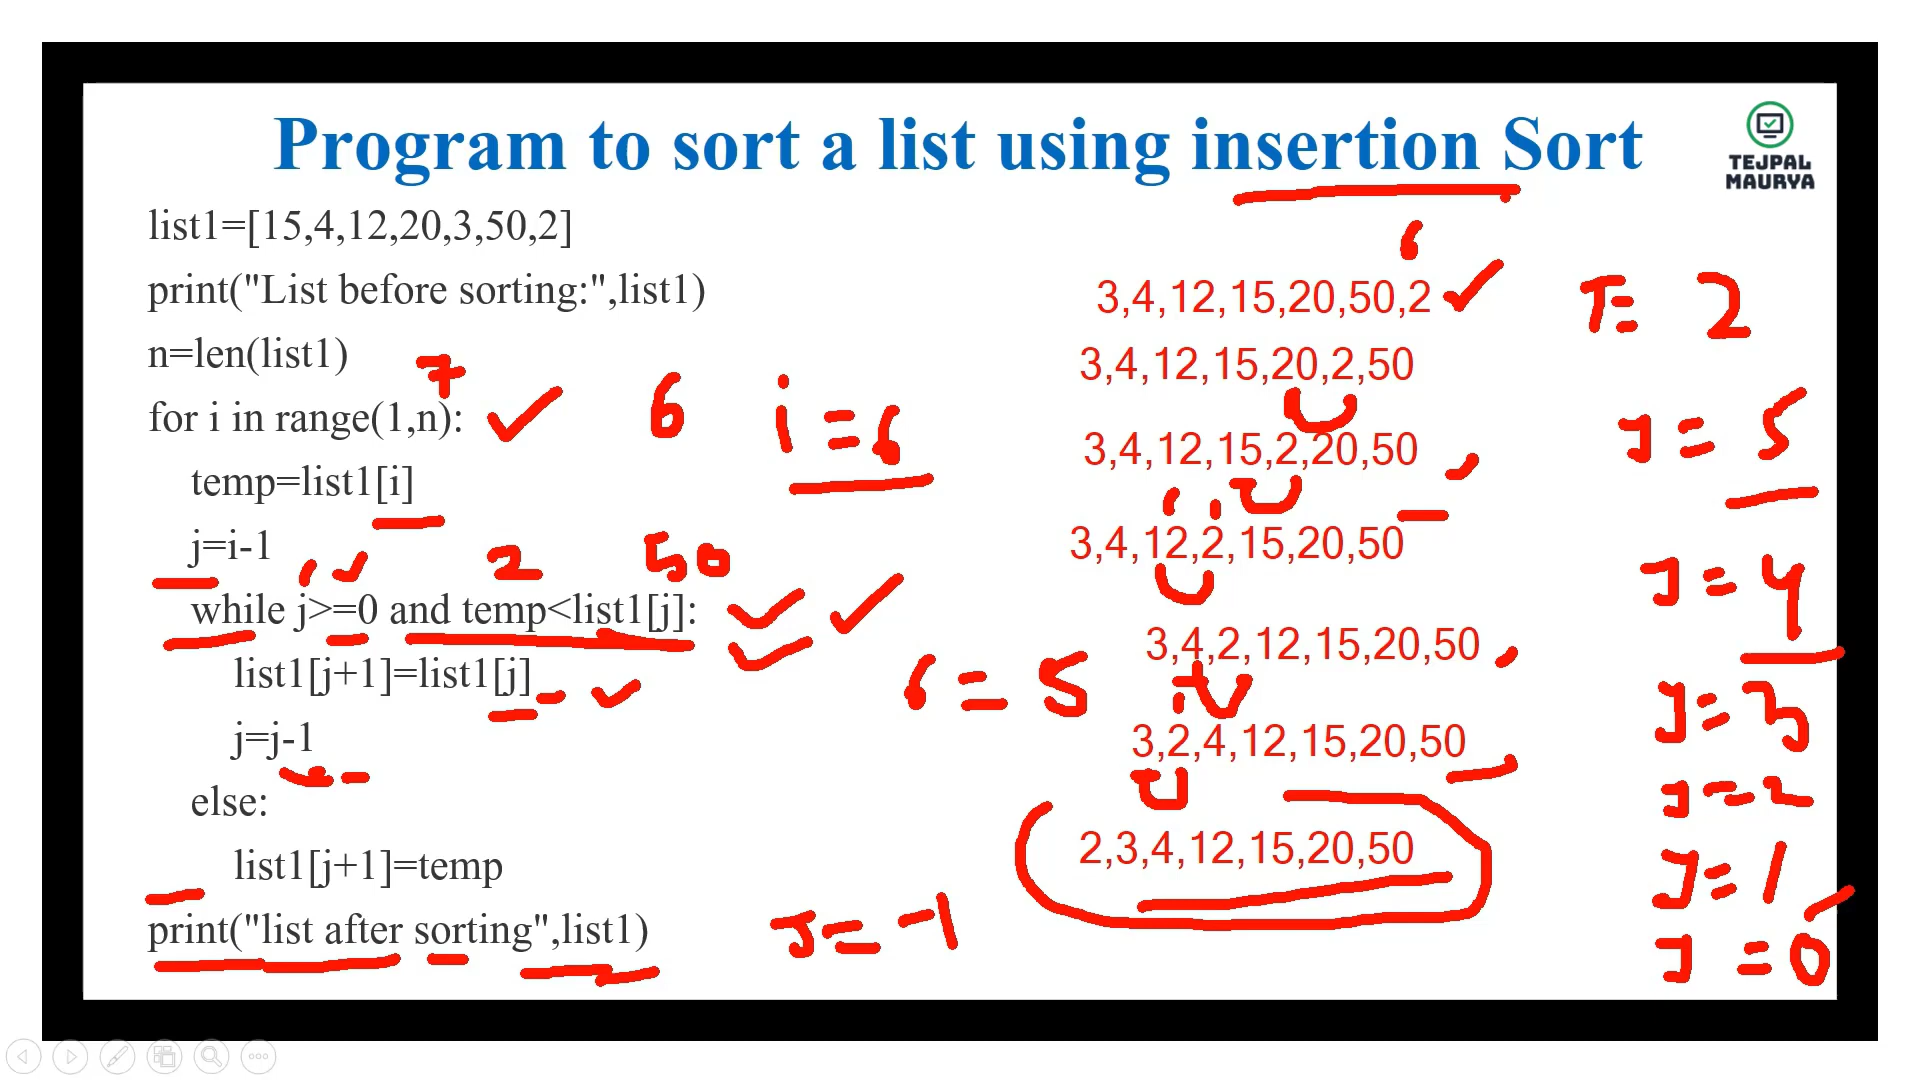 Program to sort a list using insertion Sort
TEJPAL
MAURYA
list1=[15,4,12,20,3,50,2]
print("List before sorting:",list1)
n=len(list1)
7
for i in range(1,n):
6
i=6
temp=list1[i]
j=i-1
2
50
while j>=0 and temp<list1[j]:
list1[j+1]=list1[j]
6=5
j=j-1
else:
list1[j+1]=temp
print("list after sorting",list1)
J=-1
6
3,4,12,15,20,50,2
3,4,12,15,20,2,50
3,4,12,15,2,20,50
3,4,12,2,15,20,50
3,4,2,12,15,20,50
3,2,4,12,15,20,50
2,3,4,12,15,20,50
T= 2
J=5
J=4
J=3
J=2
J=1
J=0